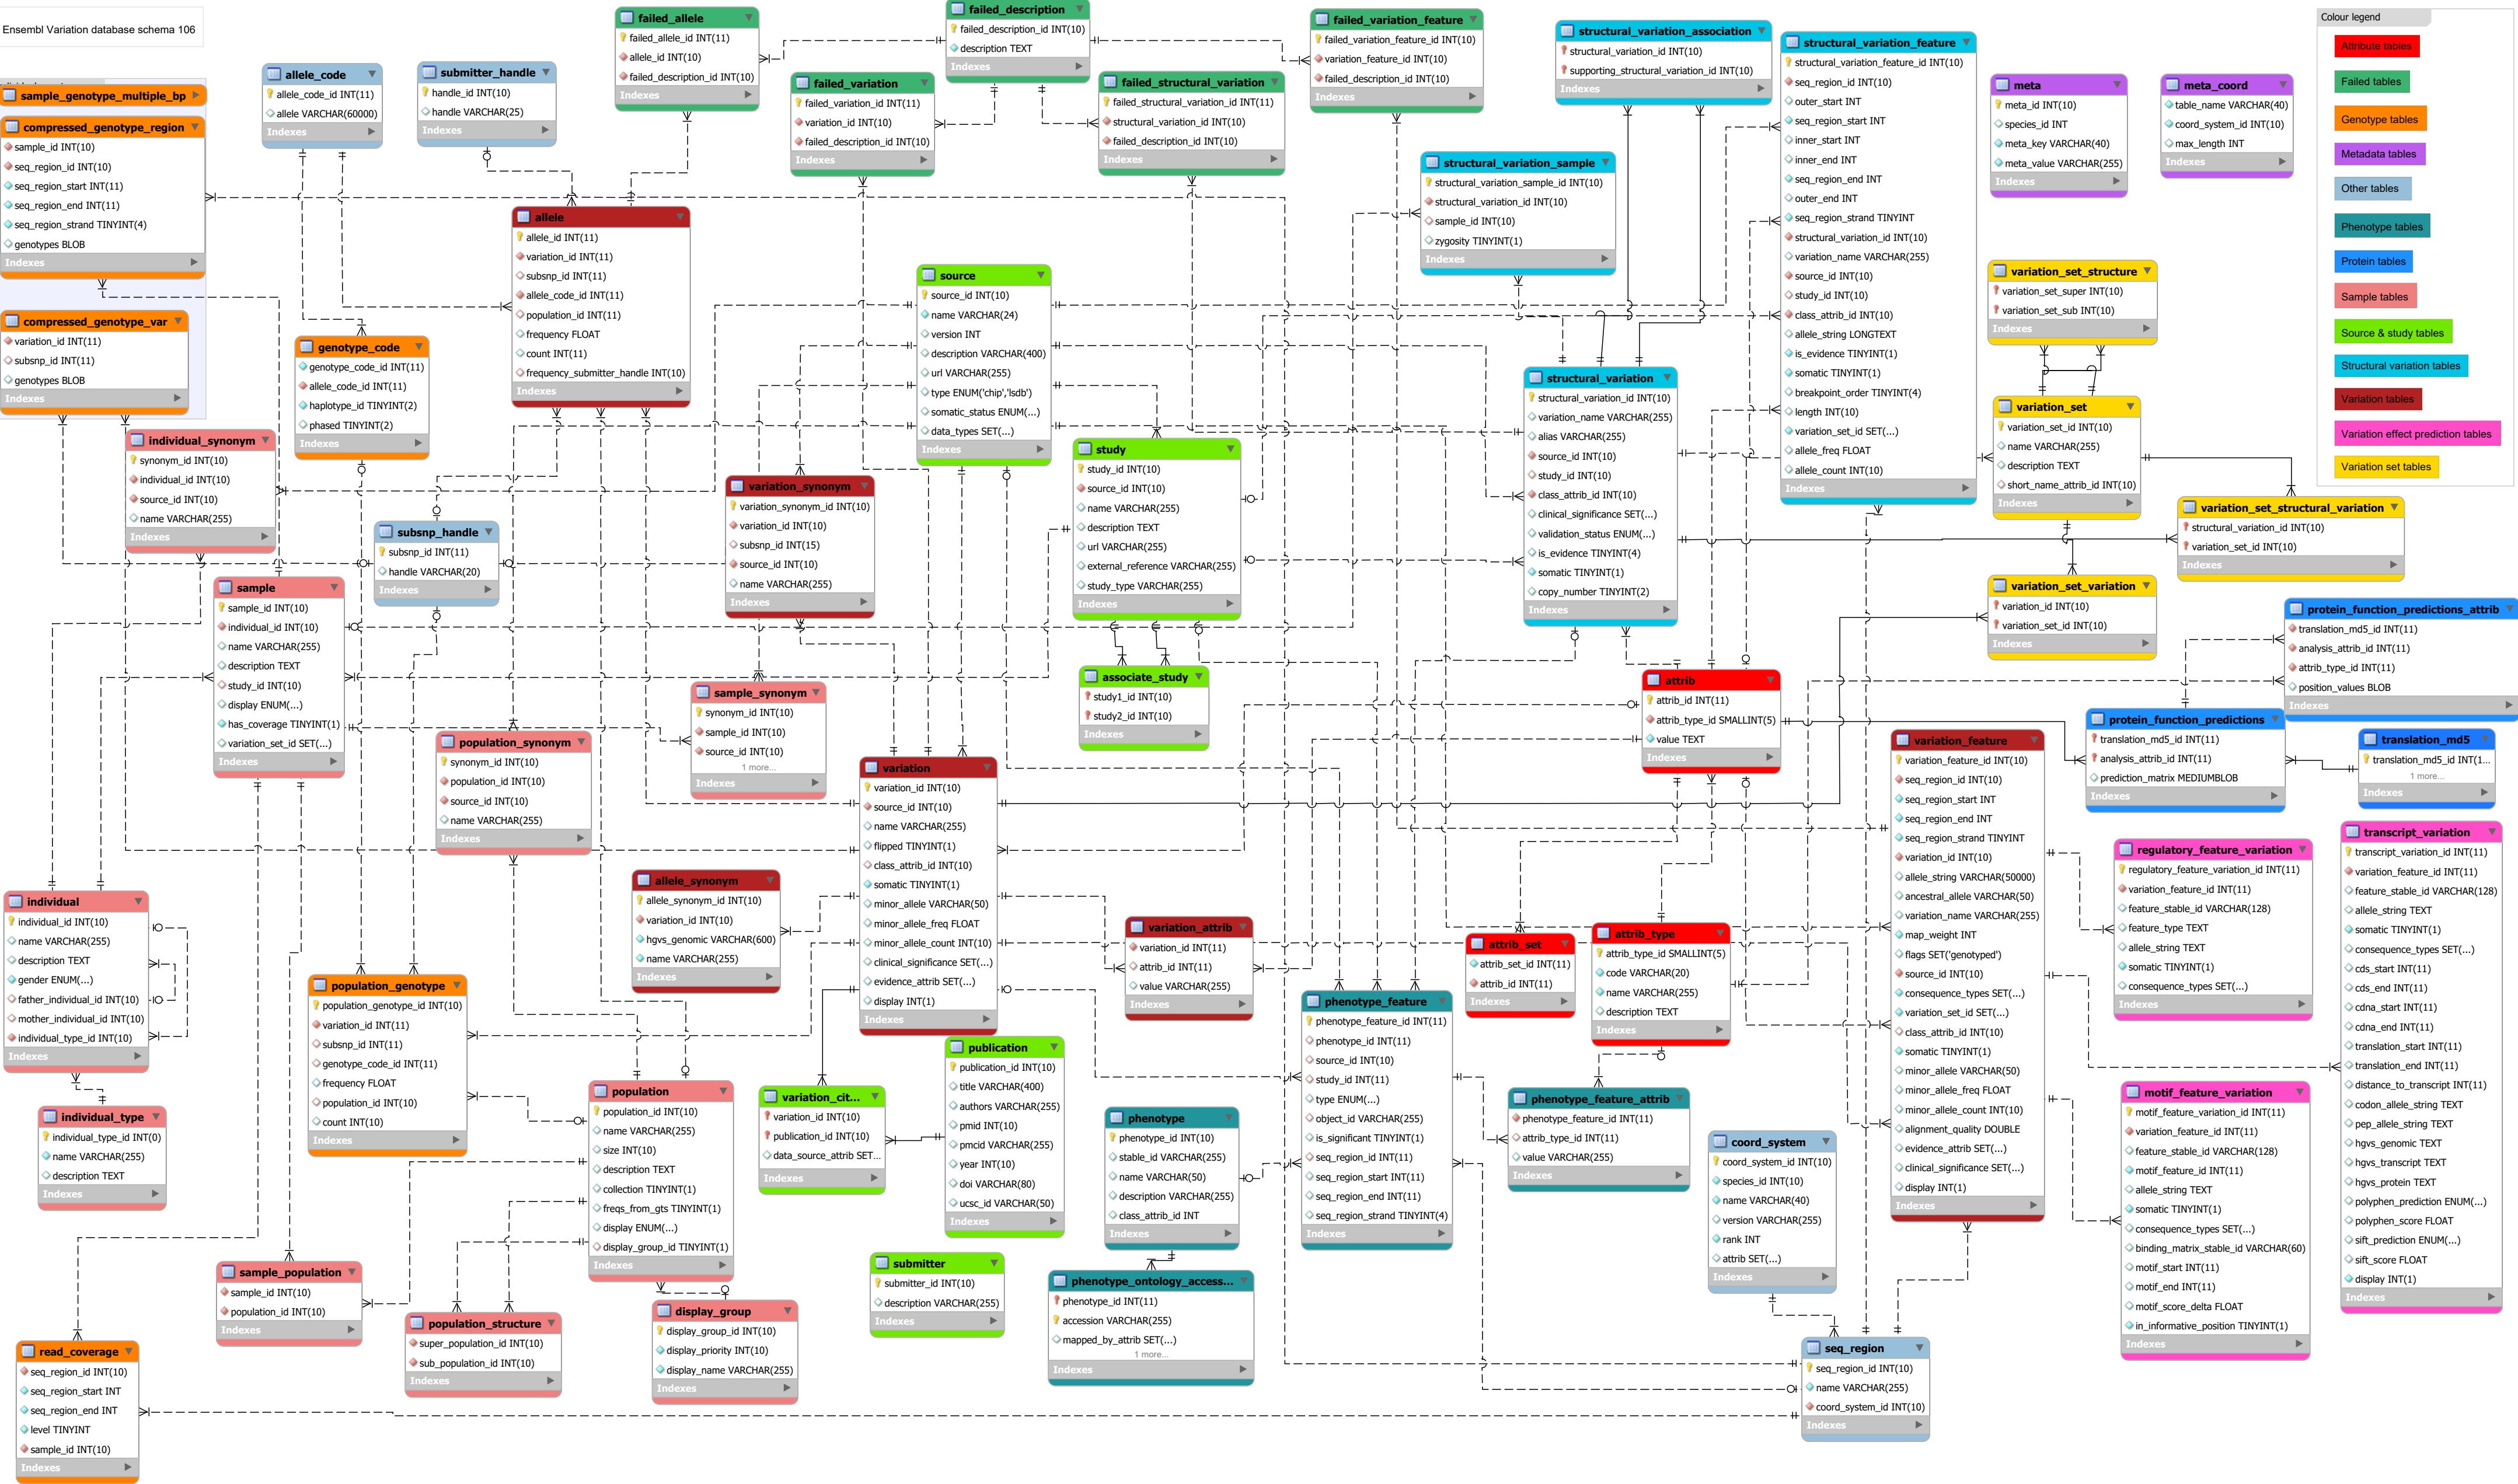 Ensembl Variation database schema 106
sample_genotype_multiple_bp
compressed_genotype_region
sample_id INT(10)
seq_region_id INT(10)
seq_region_start INT(11)
seq_region_end INT(11)
seq_region_strand TINYINT(4)
genotypes BLOB
Indexes
compressed_genotype_var
variation_id INT(11)
subsnp_id INT(11)
genotypes BLOB
Indexes
allele_code
allele_code_id INT(11)
allele VARCHAR(60000)
Indexes
submitter_handle
handle_id INT(10)
handle VARCHAR(25)
Indexes
failed_allele
failed_allele_id INT(11)
allele_id INT(10)
failed_description_id INT(10)
Indexes
failed_variation
failed_variation_id INT(11)
variation_id INT(10)
failed_description_id INT(10)
Indexes
failed_description
failed_description_id INT(10)
description TEXT
Indexes
failed_structural_variation
failed_structural_variation_id INT(11)
structural_variation_id INT(10)
failed_description_id INT(10)
Indexes
failed_variation_feature
failed_variation_feature_id INT(10)
variation_feature_id INT(10)
failed_description_id INT(10)
Indexes
structural_variation_association
structural_variation_id INT(10)
supporting_structural_variation_id INT(10)
Indexes
structural_variation_sample
structural_variation_sample_id INT(10)
structural_variation_id INT(10)
sample_id INT(10)
zygosity TINYINT(1)
Indexes
structural_variation_feature
structural_variation_feature_id INT(10)
seq_region_id INT(10)
outer_start INT
seq_region_start INT
inner_start INT
inner_end INT
seq_region_end INT
outer_end INT
seq_region_strand TINYINT
structural_variation_id INT(10)
variation_name VARCHAR(255)
source_id INT(10)
study_id INT(10)
class_attrib_id INT(10)
allele_string LONGTEXT
is_evidence TINYINT(1)
somatic TINYINT(1)
breakpoint_order TINYINT(4)
length INT(10)
variation_set_id SET(...)
allele_freq FLOAT
allele_count INT(10)
Indexes
meta
meta_id INT(10)
species_id INT
meta_key VARCHAR(40)
meta_value VARCHAR(255)
Indexes
meta_coord
table_name VARCHAR(40)
coord_system_id INT(10)
max_length INT
Indexes
Colour legend
Attribute tables
Failed tables
Genotype tables
Metadata tables
Other tables
Phenotype tables
Protein tables
Sample tables
Source & study tables
Structural variation tables
Variation tables
Variation effect prediction tables
Variation set tables
allele
allele_id INT(11)
variation_id INT(11)
subsnp_id INT(11)
allele_code_id INT(11)
population_id INT(11)
frequency FLOAT
count INT(11)
frequency_submitter_handle INT(10)
Indexes
genotype_code
genotype_code_id INT(11)
allele_code_id INT(11)
haplotype_id TINYINT(2)
phased TINYINT(2)
Indexes
source
source_id INT(10)
name VARCHAR(24)
version INT
description VARCHAR(400)
url VARCHAR(255)
type ENUM('chip','lsdb')
somatic_status ENUM(...)
data_types SET(...)
Indexes
structural_variation
structural_variation_id INT(10)
variation_name VARCHAR(255)
alias VARCHAR(255)
source_id INT(10)
study_id INT(10)
class_attrib_id INT(10)
clinical_significance SET(...)
validation_status ENUM(...)
is_evidence TINYINT(4)
somatic TINYINT(1)
copy_number TINYINT(2)
Indexes
variation_set_structure
variation_set_super INT(10)
variation_set_sub INT(10)
Indexes
variation_set
variation_set_id INT(10)
name VARCHAR(255)
description TEXT
short_name_attrib_id INT(10)
Indexes
variation_set_structural_variation
structural_variation_id INT(10)
variation_set_id INT(10)
Indexes
variation_set_variation
variation_id INT(10)
variation_set_id INT(10)
Indexes
individual_synonym
synonym_id INT(10)
individual_id INT(10)
source_id INT(10)
name VARCHAR(255)
Indexes
subsnp_handle
subsnp_id INT(11)
handle VARCHAR(20)
Indexes
variation_synonym
variation_synonym_id INT(10)
variation_id INT(10)
subsnp_id INT(15)
source_id INT(10)
name VARCHAR(255)
Indexes
study
study_id INT(10)
source_id INT(10)
name VARCHAR(255)
description TEXT
url VARCHAR(255)
external_reference VARCHAR(255)
study_type VARCHAR(255)
Indexes
associate_study
study1_id INT(10)
study2_id INT(10)
Indexes
sample
sample_id INT(10)
individual_id INT(10)
name VARCHAR(255)
description TEXT
study_id INT(10)
display ENUM(...)
has_coverage TINYINT(1)
variation_set_id SET(...)
Indexes
sample_synonym
synonym_id INT(10)
sample_id INT(10)
source_id INT(10)
1 more...
Indexes
population_synonym
synonym_id INT(10)
population_id INT(10)
source_id INT(10)
name VARCHAR(255)
Indexes
attrib
attrib_id INT(11)
attrib_type_id SMALLINT(5)
value TEXT
Indexes
protein_function_predictions_attrib
translation_md5_id INT(11)
analysis_attrib_id INT(11)
attrib_type_id INT(11)
position_values BLOB
Indexes
protein_function_predictions
translation_md5_id INT(11)
analysis_attrib_id INT(11)
prediction_matrix MEDIUMBLOB
Indexes
translation_md5
translation_md5_id INT(1...
1 more...
Indexes
variation
variation_id INT(10)
source_id INT(10)
name VARCHAR(255)
flipped TINYINT(1)
class_attrib_id INT(10)
somatic TINYINT(1)
minor_allele VARCHAR(50)
minor_allele_freq FLOAT
minor_allele_count INT(10)
clinical_significance SET(...)
evidence_attrib SET(...)
display INT(1)
Indexes
variation_feature
variation_feature_id INT(10)
seq_region_id INT(10)
seq_region_start INT
seq_region_end INT
seq_region_strand TINYINT
variation_id INT(10)
allele_string VARCHAR(50000)
ancestral_allele VARCHAR(50)
variation_name VARCHAR(255)
map_weight INT
flags SET('genotyped')
source_id INT(10)
consequence_types SET(...)
variation_set_id SET(...)
class_attrib_id INT(10)
somatic TINYINT(1)
minor_allele VARCHAR(50)
minor_allele_freq FLOAT
minor_allele_count INT(10)
alignment_quality DOUBLE
evidence_attrib SET(...)
clinical_significance SET(...)
display INT(1)
Indexes
regulatory_feature_variation
regulatory_feature_variation_id INT(11)
variation_feature_id INT(11)
feature_stable_id VARCHAR(128)
feature_type TEXT
allele_string TEXT
somatic TINYINT(1)
consequence_types SET(...)
Indexes
transcript_variation
transcript_variation_id INT(11)
variation_feature_id INT(11)
feature_stable_id VARCHAR(128)
allele_string TEXT
somatic TINYINT(1)
consequence_types SET(...)
cds_start INT(11)
cds_end INT(11)
cdna_start INT(11)
cdna_end INT(11)
translation_start INT(11)
translation_end INT(11)
distance_to_transcript INT(11)
codon_allele_string TEXT
pep_allele_string TEXT
hgvs_genomic TEXT
hgvs_transcript TEXT
hgvs_protein TEXT
polyphen_prediction ENUM(...)
polyphen_score FLOAT
sift_prediction ENUM(...)
sift_score FLOAT
display INT(1)
Indexes
motif_feature_variation
motif_feature_variation_id INT(11)
variation_feature_id INT(11)
feature_stable_id VARCHAR(128)
motif_feature_id INT(11)
allele_string TEXT
somatic TINYINT(1)
consequence_types SET(...)
binding_matrix_stable_id VARCHAR(60)
motif_start INT(11)
motif_end INT(11)
motif_score_delta FLOAT
in_informative_position TINYINT(1)
Indexes
individual
individual_id INT(10)
name VARCHAR(255)
description TEXT
gender ENUM(...)
father_individual_id INT(10)
mother_individual_id INT(10)
individual_type_id INT(10)
Indexes
individual_type
individual_type_id INT(0)
name VARCHAR(255)
description TEXT
Indexes
allele_synonym
allele_synonym_id INT(10)
variation_id INT(10)
hgvs_genomic VARCHAR(600)
name VARCHAR(255)
Indexes
variation_attrib
variation_id INT(11)
attrib_id INT(11)
value VARCHAR(255)
Indexes
attrib_set
attrib_set_id INT(11)
attrib_id INT(11)
Indexes
attrib_type
attrib_type_id SMALLINT(5)
code VARCHAR(20)
name VARCHAR(255)
description TEXT
Indexes
population_genotype
population_genotype_id INT(10)
variation_id INT(11)
subsnp_id INT(11)
genotype_code_id INT(11)
frequency FLOAT
population_id INT(10)
count INT(10)
Indexes
population
population_id INT(10)
name VARCHAR(255)
size INT(10)
description TEXT
collection TINYINT(1)
freqs_from_gts TINYINT(1)
display ENUM(...)
display_group_id TINYINT(1)
Indexes
variation_cit...
variation_id INT(10)
publication_id INT(10)
data_source_attrib SET...
Indexes
publication
publication_id INT(10)
title VARCHAR(400)
authors VARCHAR(255)
pmid INT(10)
pmcid VARCHAR(255)
year INT(10)
doi VARCHAR(80)
ucsc_id VARCHAR(50)
Indexes
phenotype
phenotype_id INT(10)
stable_id VARCHAR(255)
name VARCHAR(50)
description VARCHAR(255)
class_attrib_id INT
Indexes
phenotype_feature
phenotype_feature_id INT(11)
phenotype_id INT(11)
source_id INT(10)
study_id INT(11)
type ENUM(...)
object_id VARCHAR(255)
is_significant TINYINT(1)
seq_region_id INT(11)
seq_region_start INT(11)
seq_region_end INT(11)
seq_region_strand TINYINT(4)
Indexes
phenotype_feature_attrib
phenotype_feature_id INT(11)
attrib_type_id INT(11)
value VARCHAR(255)
Indexes
coord_system
coord_system_id INT(10)
species_id INT(10)
name VARCHAR(40)
version VARCHAR(255)
rank INT
attrib SET(...)
Indexes
submitter
submitter_id INT(10)
description VARCHAR(255)
Indexes
phenotype_ontology_access...
phenotype_id INT(11)
accession VARCHAR(255)
mapped_by_attrib SET(...)
1 more...
Indexes
sample_population
sample_id INT(10)
population_id INT(10)
Indexes
population_structure
super_population_id INT(10)
sub_population_id INT(10)
Indexes
display_group
display_group_id INT(10)
display_priority INT(10)
display_name VARCHAR(255)
Indexes
read_coverage
seq_region_id INT(10)
seq_region_start INT
seq_region_end INT
level TINYINT
sample_id INT(10)
Indexes
seq_region
seq_region_id INT(10)
name VARCHAR(255)
coord_system_id INT(10)
Indexes